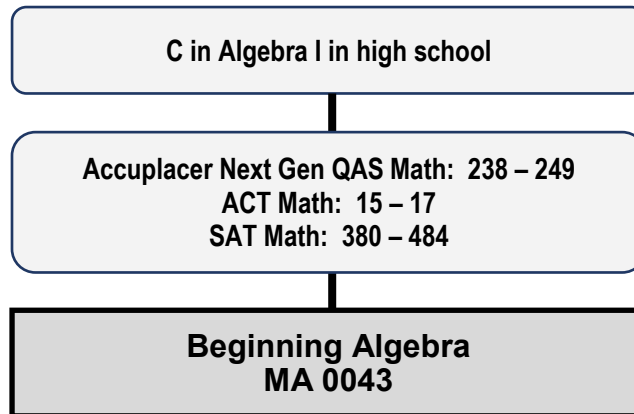 C in Algebra I in high school
Accuplacer Next Gen QAS Math: 238 – 249
ACT Math: 15 – 17
SAT Math: 380 – 484
Beginning Algebra
MA 0043